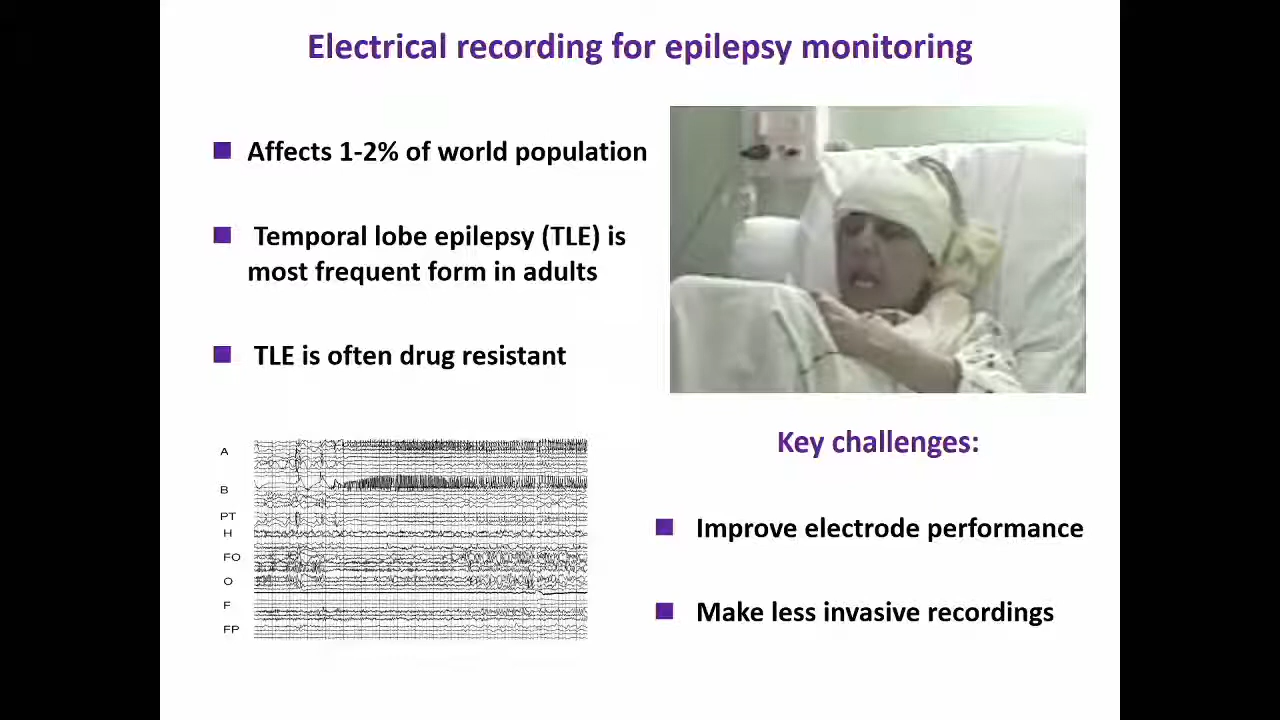 Electrical recording for epilepsy monitoring
Affects 1-2% of world population
Temporal lobe epilepsy (TLE) is
most frequent form in adults
TLE is often drug resistant
A
B
PT
H
FO
O
F
FP
Key challenges:
Improve electrode performance
Make less invasive recordings